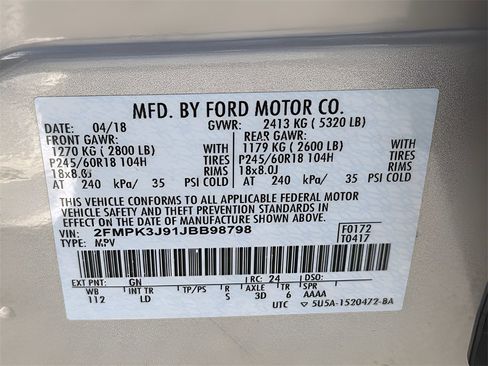 MFD. BY FORD MOTOR CO.
DATE: 04/18 GVWR: 2413 KG ( 5320 LB)
FRONT GAWR: REAR GAWR:
1270 KG ( 2800 LB) WITH 1179 KG ( 2600 LB) WITH
P245/60R18 104H TIRES P245/60R18 104H TIRES
18x8.0J RIMS 18x8.0J RIMS
AT 240 kPa/ 35 PSI COLD AT 240 kPa/ 35 PSI COLD
THIS VEHICLE CONFORMS TO ALL APPLICABLE FEDERAL MOTOR
VEHICLE SAFETY AND BUMPER, AND THEFT PREVENTION STANDARDS IN
EFFECT ON THE DATE OF MANUFACTURE SHOWN ABOVE.
VIN: 2FMPK3J91JBB98798 F0172
TYPE: MPV T0417
EXT PNT: GN RC: 24 DSO:
WB INT TR TP/PS R AXLE TR SPR
112 LD S 3D 6 AAAA
UTC 5U5A-1520472-BA